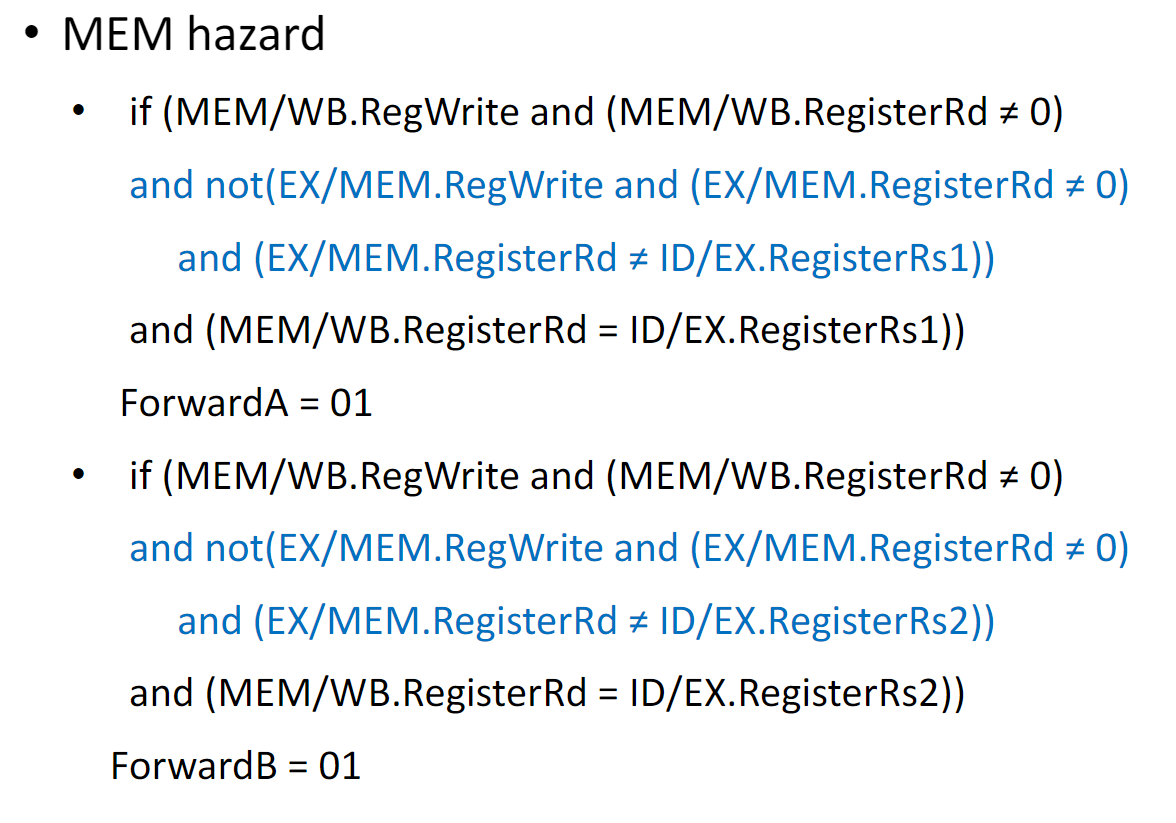 • MEM hazard
• if (MEM/WB.RegWrite and (MEM/WB.RegisterRd ≠ 0)
and not(EX/MEM.RegWrite and (EX/MEM.RegisterRd ≠ 0)
and (EX/MEM.RegisterRd ≠ ID/EX.RegisterRs1))
and (MEM/WB.RegisterRd = ID/EX.RegisterRs1))
ForwardA = 01
• if (MEM/WB.RegWrite and (MEM/WB.RegisterRd ≠ 0)
and not(EX/MEM.RegWrite and (EX/MEM.RegisterRd ≠ 0)
and (EX/MEM.RegisterRd ≠ ID/EX.RegisterRs2))
and (MEM/WB.RegisterRd = ID/EX.RegisterRs2))
ForwardB = 01